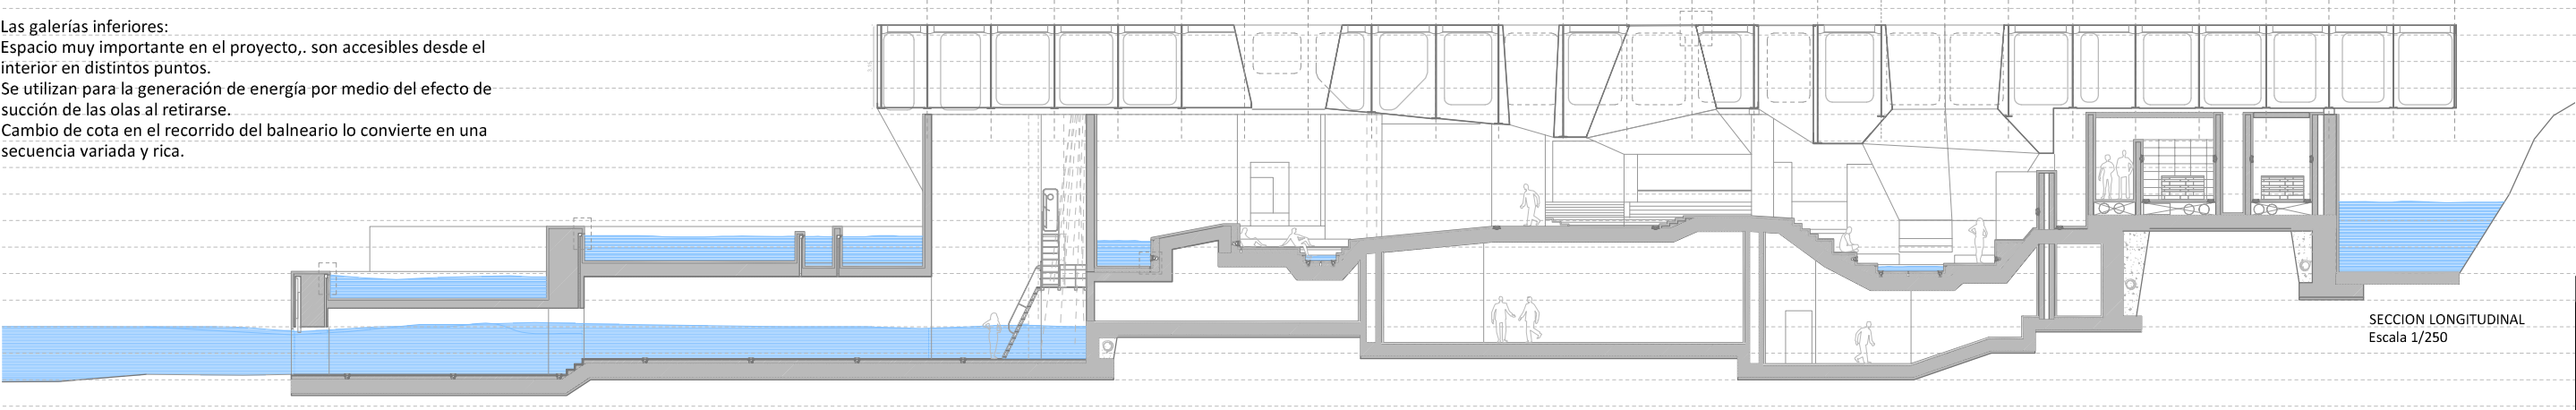 Las galerías inferiores:
Espacio muy importante en el proyecto,. son accesibles desde el
interior en distintos puntos.
Se utilizan para la generación de energía por medio del efecto de
succión de las olas al retirarse.
Cambio de cota en el recorrido del balneario lo convierte en una
secuencia variada y rica.
SECCION LONGITUDINAL
Escala 1/250